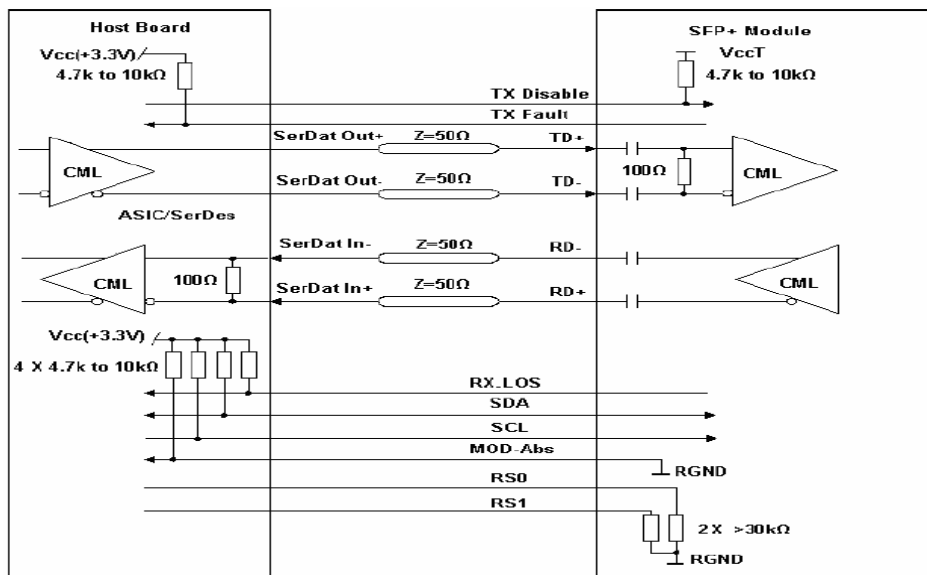 Host Board
SFP+ Module
Vcc(+3.3V)
4.7k to 10kΩ
VccT
4.7k to 10kΩ
TX Disable
TX Fault
SerDat Out+
Z=50Ω
TD+
CML
100Ω
CML
SerDat Out-
Z=50Ω
TD-
ASIC/SerDes
SerDat In-
Z=50Ω
RD-
CML
100Ω
SerDat In+
Z=50Ω
RD+
CML
Vcc(+3.3V)
4 X 4.7k to 10kΩ
RX_LOS
SDA
SCL
MOD-Abs
RGND
RS0
RS1
2 X >30kΩ
RGND